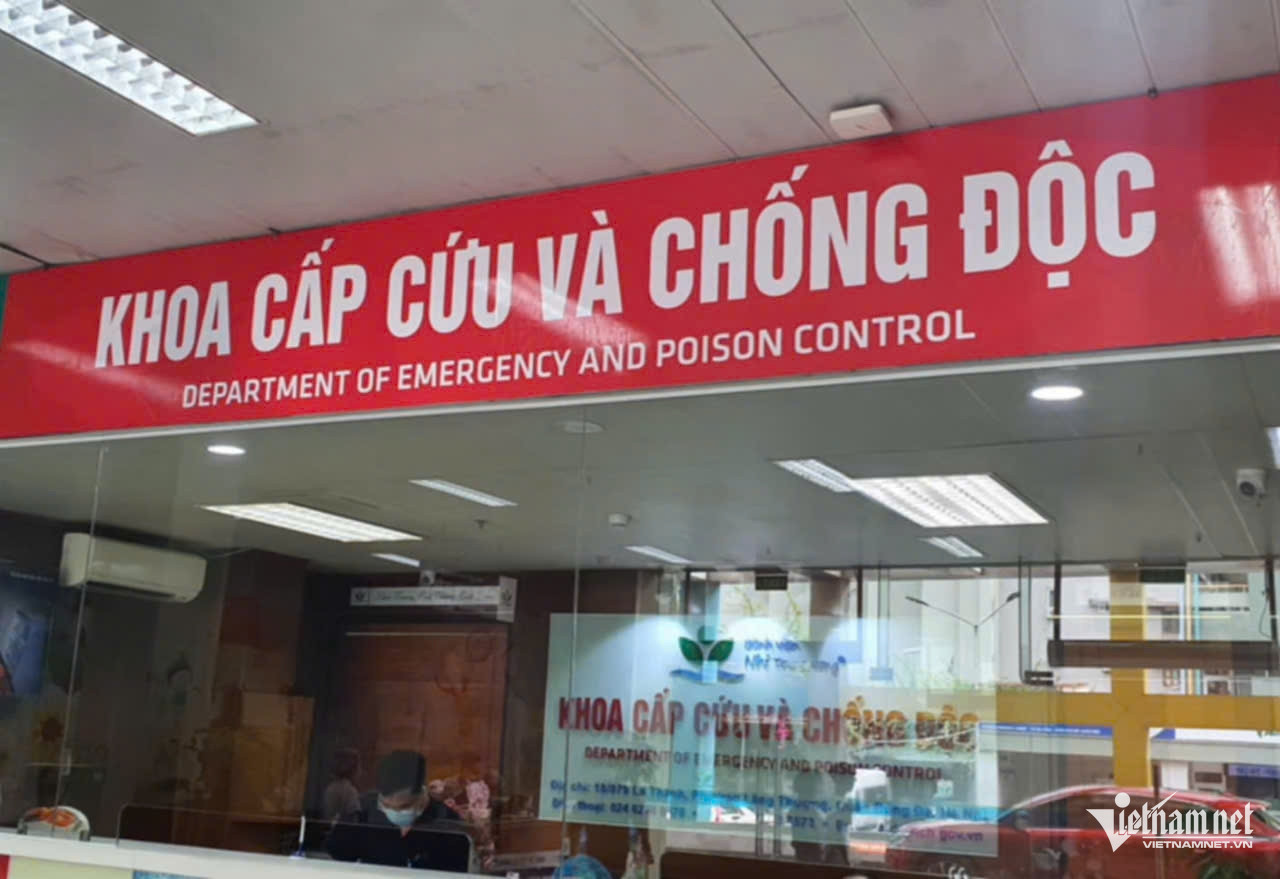 KHOA CẤP CỨU VÀ CHỐNG ĐỘC
DEPARTMENT OF EMERGENCY AND POISON CONTROL
KHOA CẤP CỨU VÀ CHỐNG ĐỘC
DEPARTMENT OF EMERGENCY AND POISON CONTROL
Vietnamnet
VIETNAMNET.VN